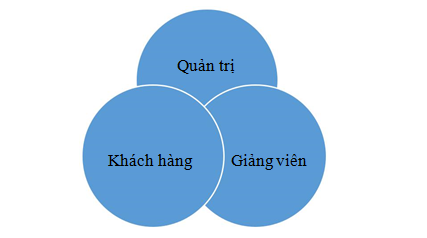 Quản trị
Khách hàng
Giảng viên